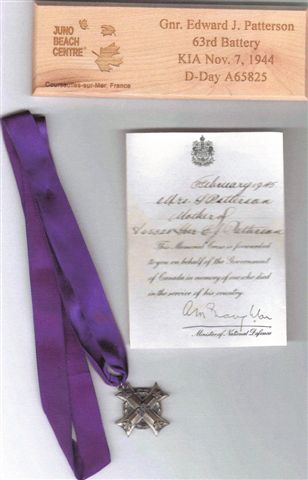 JUNO
BEACH
CENTRE
Courseulles-sur-Mer, France
Gnr. Edward J. Patterson
63rd Battery
KIA Nov. 7, 1944
D-Day A65825
February 1945
Mrs. Patterson
Mother of
E J Patterson
This Memorial Cross is forwarded
to you on behalf of the Government
of Canada in memory of one who died
in the service of his country.
Minister of National Defence